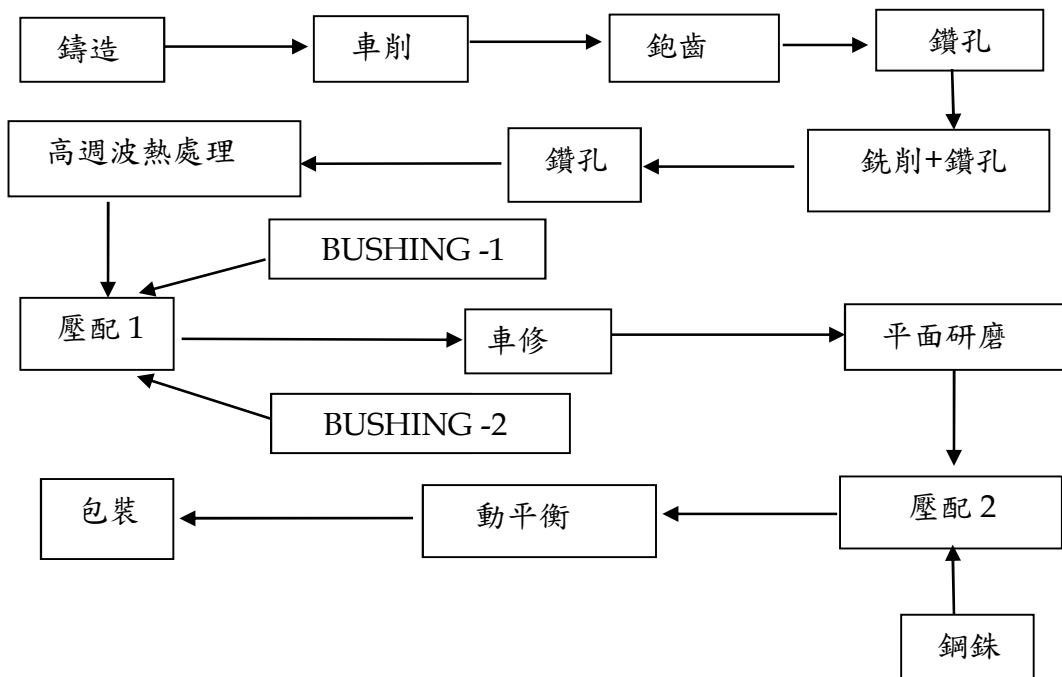 鑄造
車削
鉋齒
鑽孔
高週波熱處理
鑽孔
銑削+鑽孔
BUSHING -1
壓配 1
車修
平面研磨
BUSHING -2
包裝
動平衡
壓配 2
鋼銖